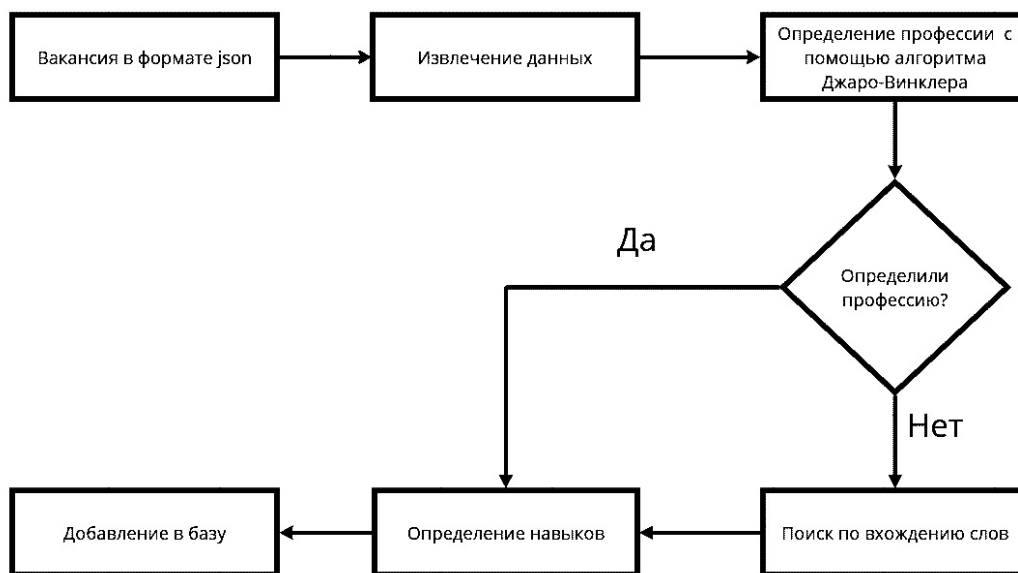 Вакансия в формате json
Извлечение данных
Определение профессии с
помощью алгоритма
Джаро-Винклера
Да
Определили
профессию?
Нет
Добавление в базу
Определение навыков
Поиск по вхождению слов